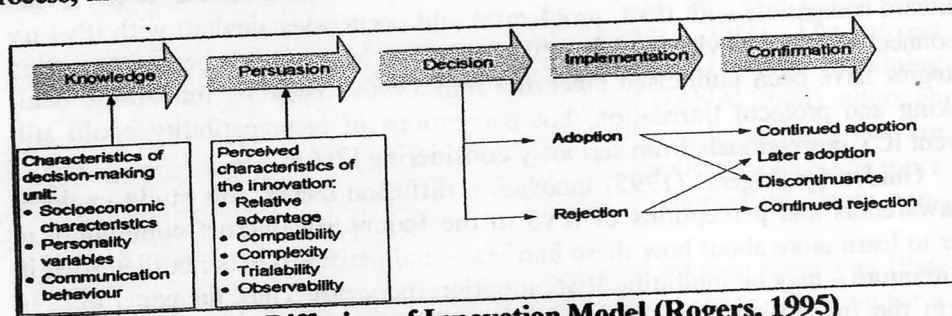 Knowledge
Persuasion
Decision
Implementation
Confirmation
Characteristics of
decision-making
unit:
• Socioeconomic
characteristics
• Personality
variables
• Communication
behaviour
Perceived
characteristics of
the innovation:
• Relative
advantage
• Compatibility
• Complexity
• Trialability
• Observability
Adoption
Rejection
Continued adoption
Later adoption
Discontinuance
Continued rejection
Diffusion of Innovation Model (Rogers, 1995)